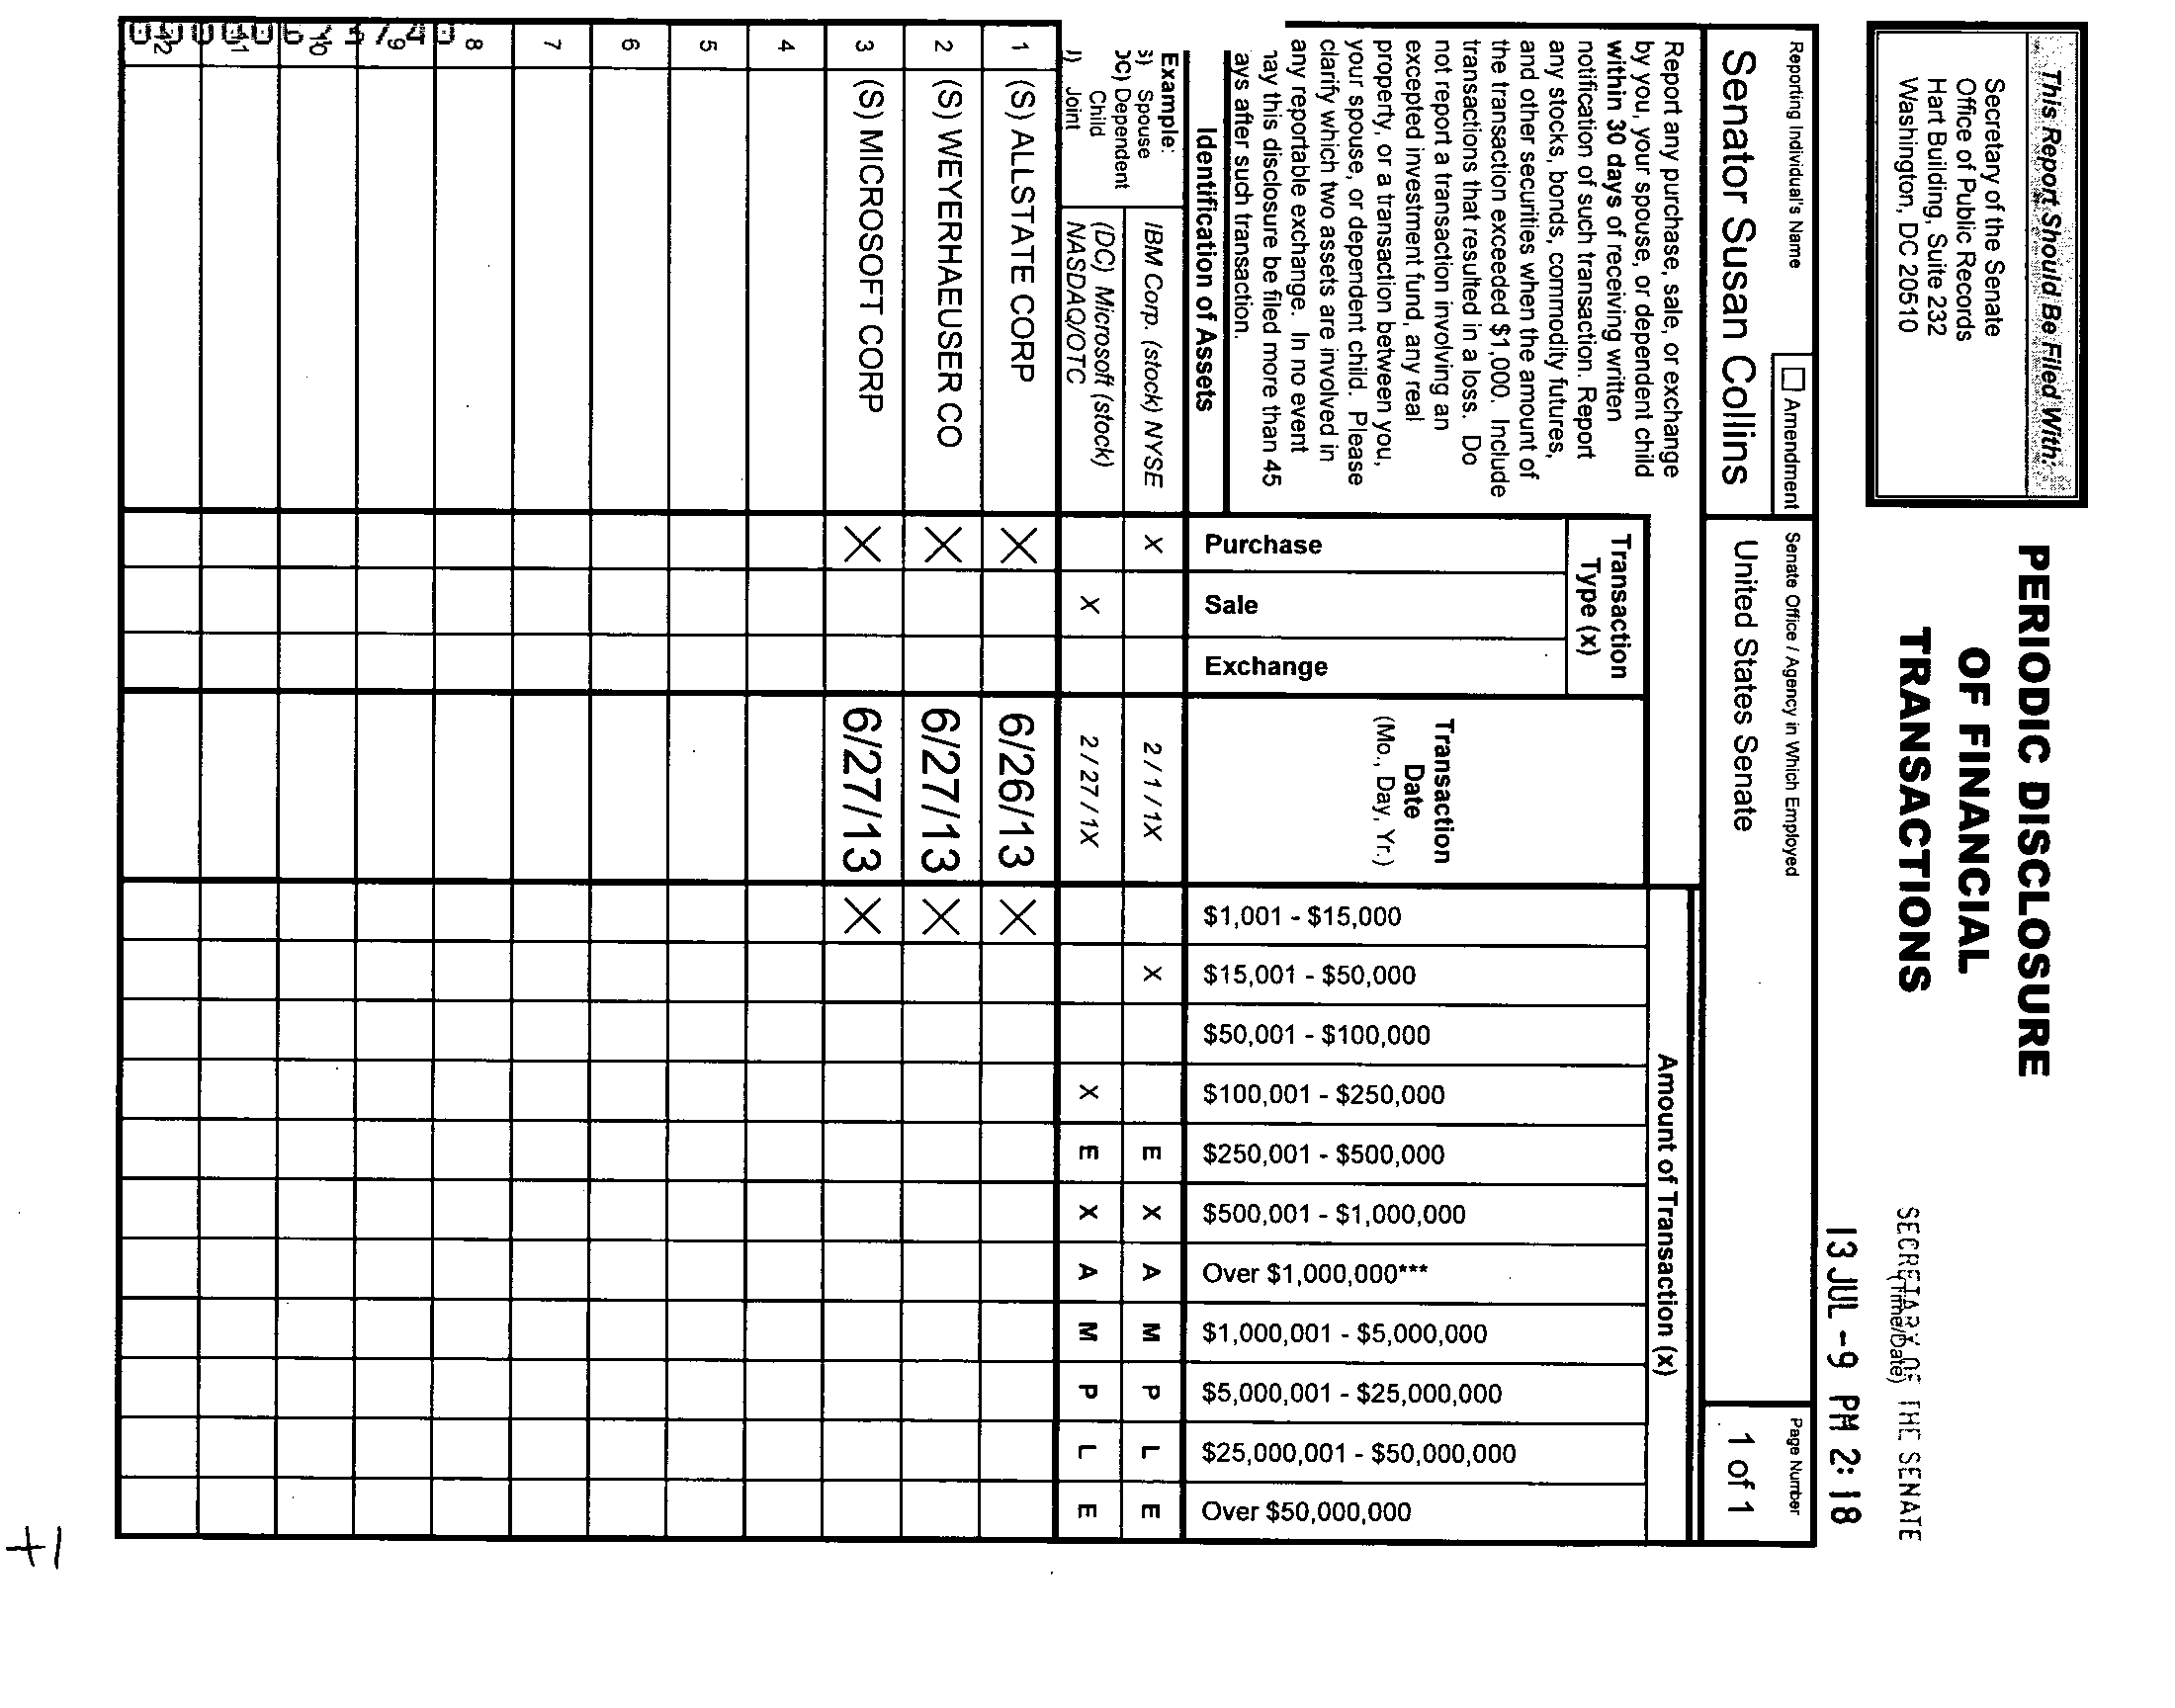 This Report Should Be Filed With:
Secretary of the Senate
Office of Public Records
Hart Building, Suite 232
Washington, DC 20510
PERIODIC DISCLOSURE
OF FINANCIAL
TRANSACTIONS
SECRETARY OF THE SENATE
(Time/Date)
13 JUL -9 PM 2:18
Reporting Individual's Name
Amendment
Senate Office / Agency in Which Employed
Page Number
Senator Susan Collins
United States Senate
1 of 1
Report any purchase, sale, or exchange
by you, your spouse, or dependent child
within 30 days of receiving written
notification of such transaction. Report
any stocks, bonds, commodity futures,
and other securities when the amount of
the transaction exceeded $1,000. Include
transactions that resulted in a loss. Do
not report a transaction involving an
excepted investment fund, any real
property, or a transaction between you,
your spouse, or dependent child. Please
clarify which two assets are involved in
any reportable exchange. In no event
nay this disclosure be filed more than 45
ays after such transaction.
Identification of Assets
Transaction
Type (x)
Purchase
Sale
Exchange
Transaction
Date
(Mo., Day, Yr.)
Amount of Transaction (x)
$1,001 - $15,000
$15,001 - $50,000
$50,001 - $100,000
$100,001 - $250,000
$250,001 - $500,000
$500,001 - $1,000,000
Over $1,000,000***
$1,000,001 - $5,000,000
$5,000,001 - $25,000,000
$25,000,001 - $50,000,000
Over $50,000,000
Example:
S) Spouse
DC) Dependent
Child
J) Joint
IBM Corp. (stock) NYSE X 2 / 1 / 1X X E X A M P L E
(DC) Microsoft (stock)
NASDAQ/OTC X 2 / 27 / 1X X E X A M P L E
1 (S) ALLSTATE CORP X 6/26/13 X
2 (S) WEYERHAEUSER CO X 6/27/13 X
3 (S) MICROSOFT CORP X 6/27/13 X
4
5
6
7
8
9
10
11
12
+1